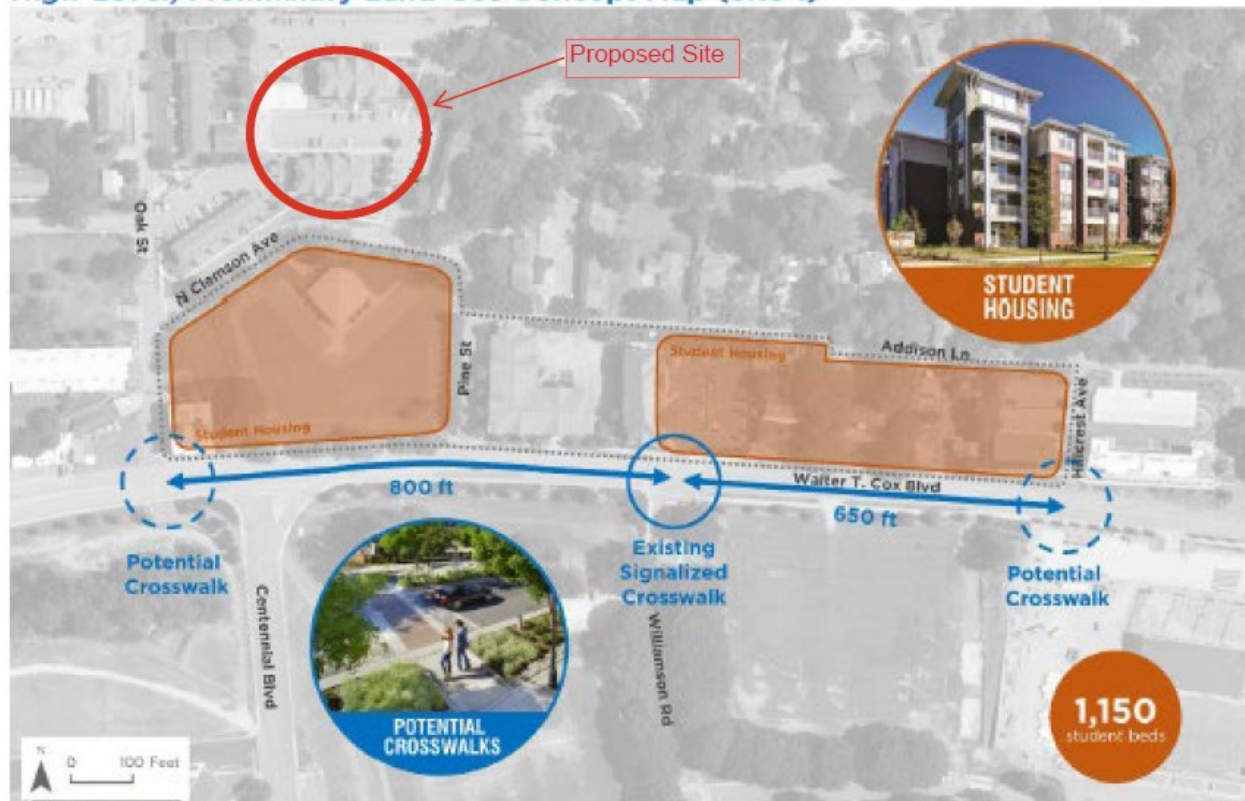 Proposed Site
STUDENT
HOUSING
Oak St
N Clemson Ave
Pine St
Student Housing
Addison Ln
Student Housing
Hillcrest Ave
Walter T. Cox Blvd
800 ft
650 ft
Potential
Crosswalk
Existing
Signalized
Crosswalk
Potential
Crosswalk
Centennial Blvd
Williamson Rd
POTENTIAL
CROSSWALKS
1,150
student beds
N
0 100 Feet